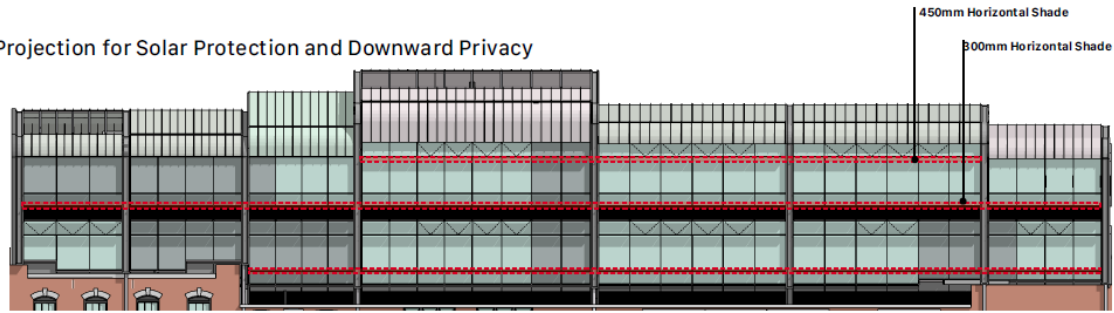 450mm Horizontal Shade
Projection for Solar Protection and Downward Privacy
300mm Horizontal Shade